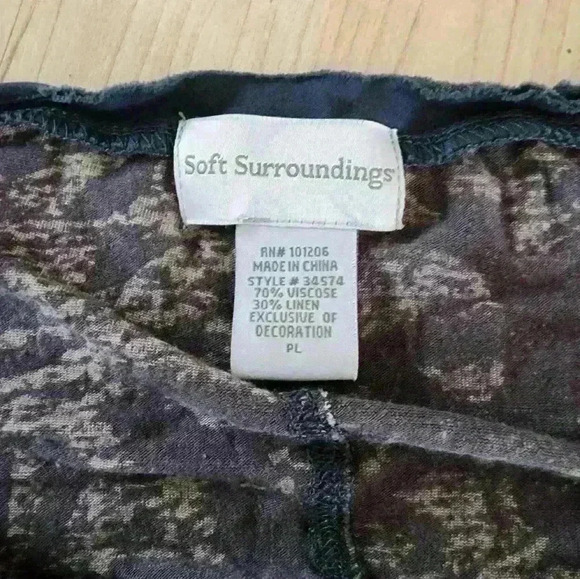 Soft Surroundings
RN# 101206
MADE IN CHINA
STYLE # 34574
70% VISCOSE
30% LINEN
EXCLUSIVE OF
DECORATION
PL